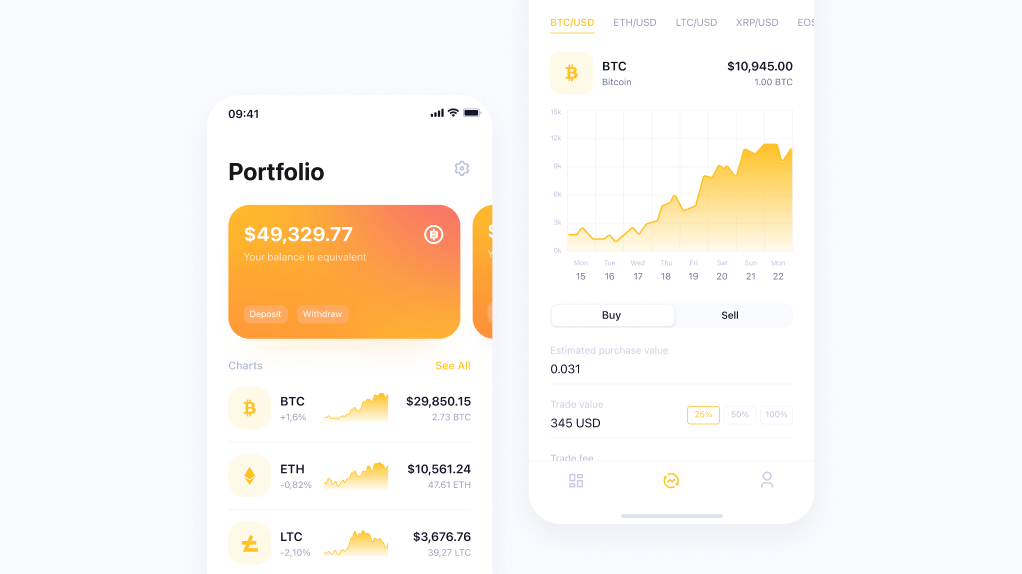 09:41
Portfolio
$49,329.77
Your balance is equivalent
Deposit Withdraw
Charts See All
BTC $29,850.15
+1,6% 2.73 BTC
ETH $10,561.24
-0,82% 47.61 ETH
LTC $3,676.76
-2,10% 39,27 LTC
BTC/USD ETH/USD LTC/USD XRP/USD EOS
BTC $10,945.00
Bitcoin 1.00 BTC
15k
12k
9k
6k
3k
0k
Mon Tue Wed Thu Fri Sat Sun Mon
15 16 17 18 19 20 21 22
Buy Sell
Estimated purchase value
0.031
Trade value
345 USD 25% 50% 100%
Trade fee